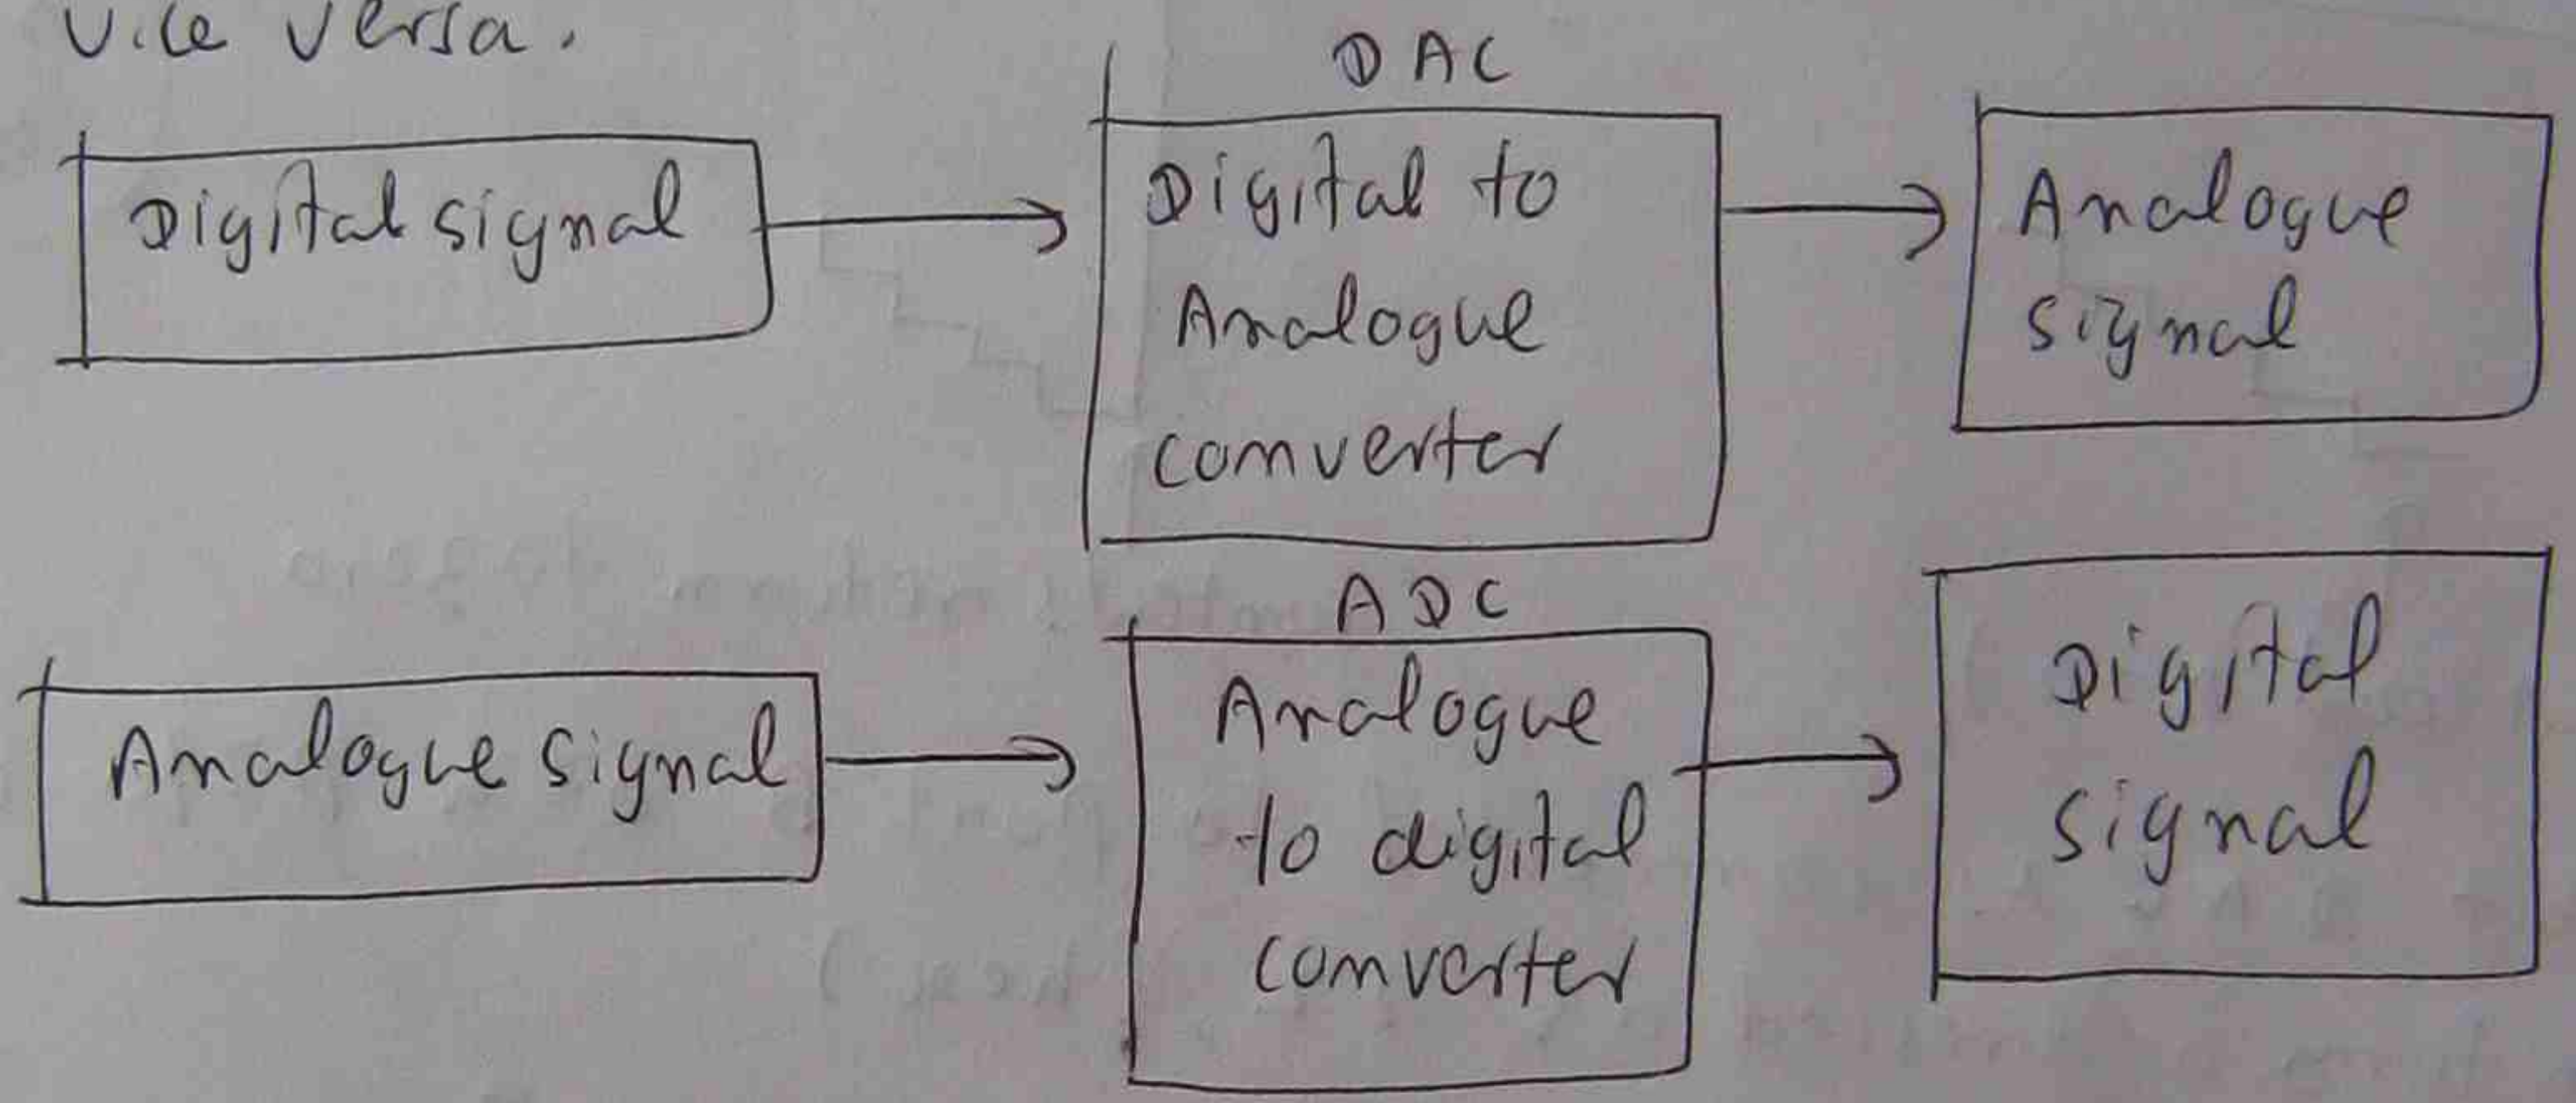 Vice versa.
DAC
Digital signal
Digital to
Analogue
converter
Analogue
signal
ADC
Analogue signal
Analogue
to digital
converter
Digital
signal